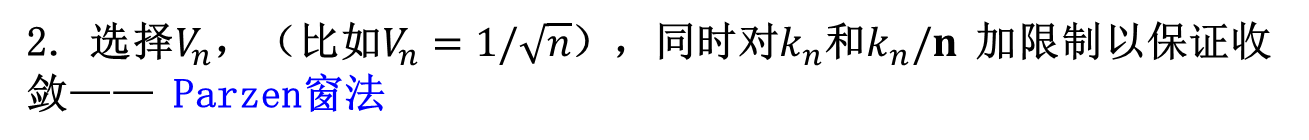 2. 选择Vₙ，（比如Vₙ = 1/√n），同时对kₙ和kₙ/n 加限制以保证收
敛—— Parzen窗法